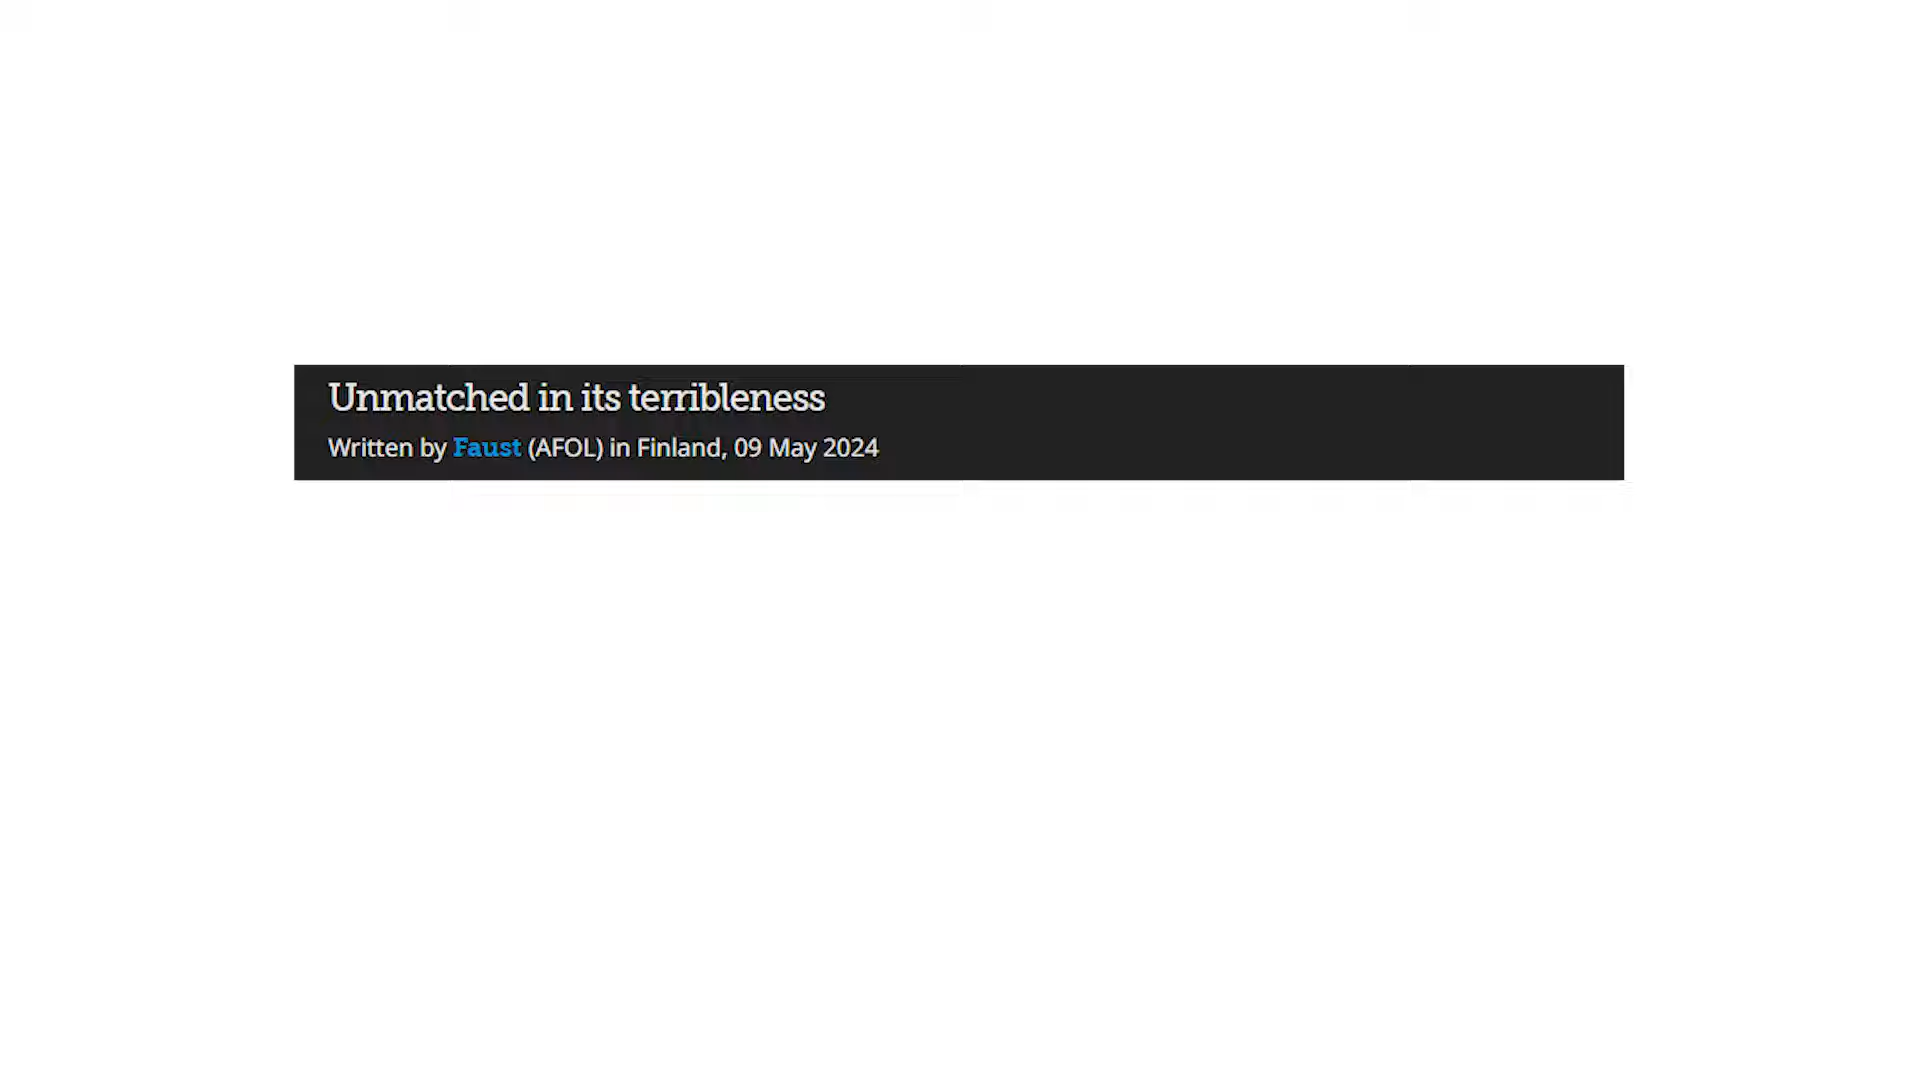 Unmatched in its terribleness
Written by Faust (AFOL) in Finland, 09 May 2024